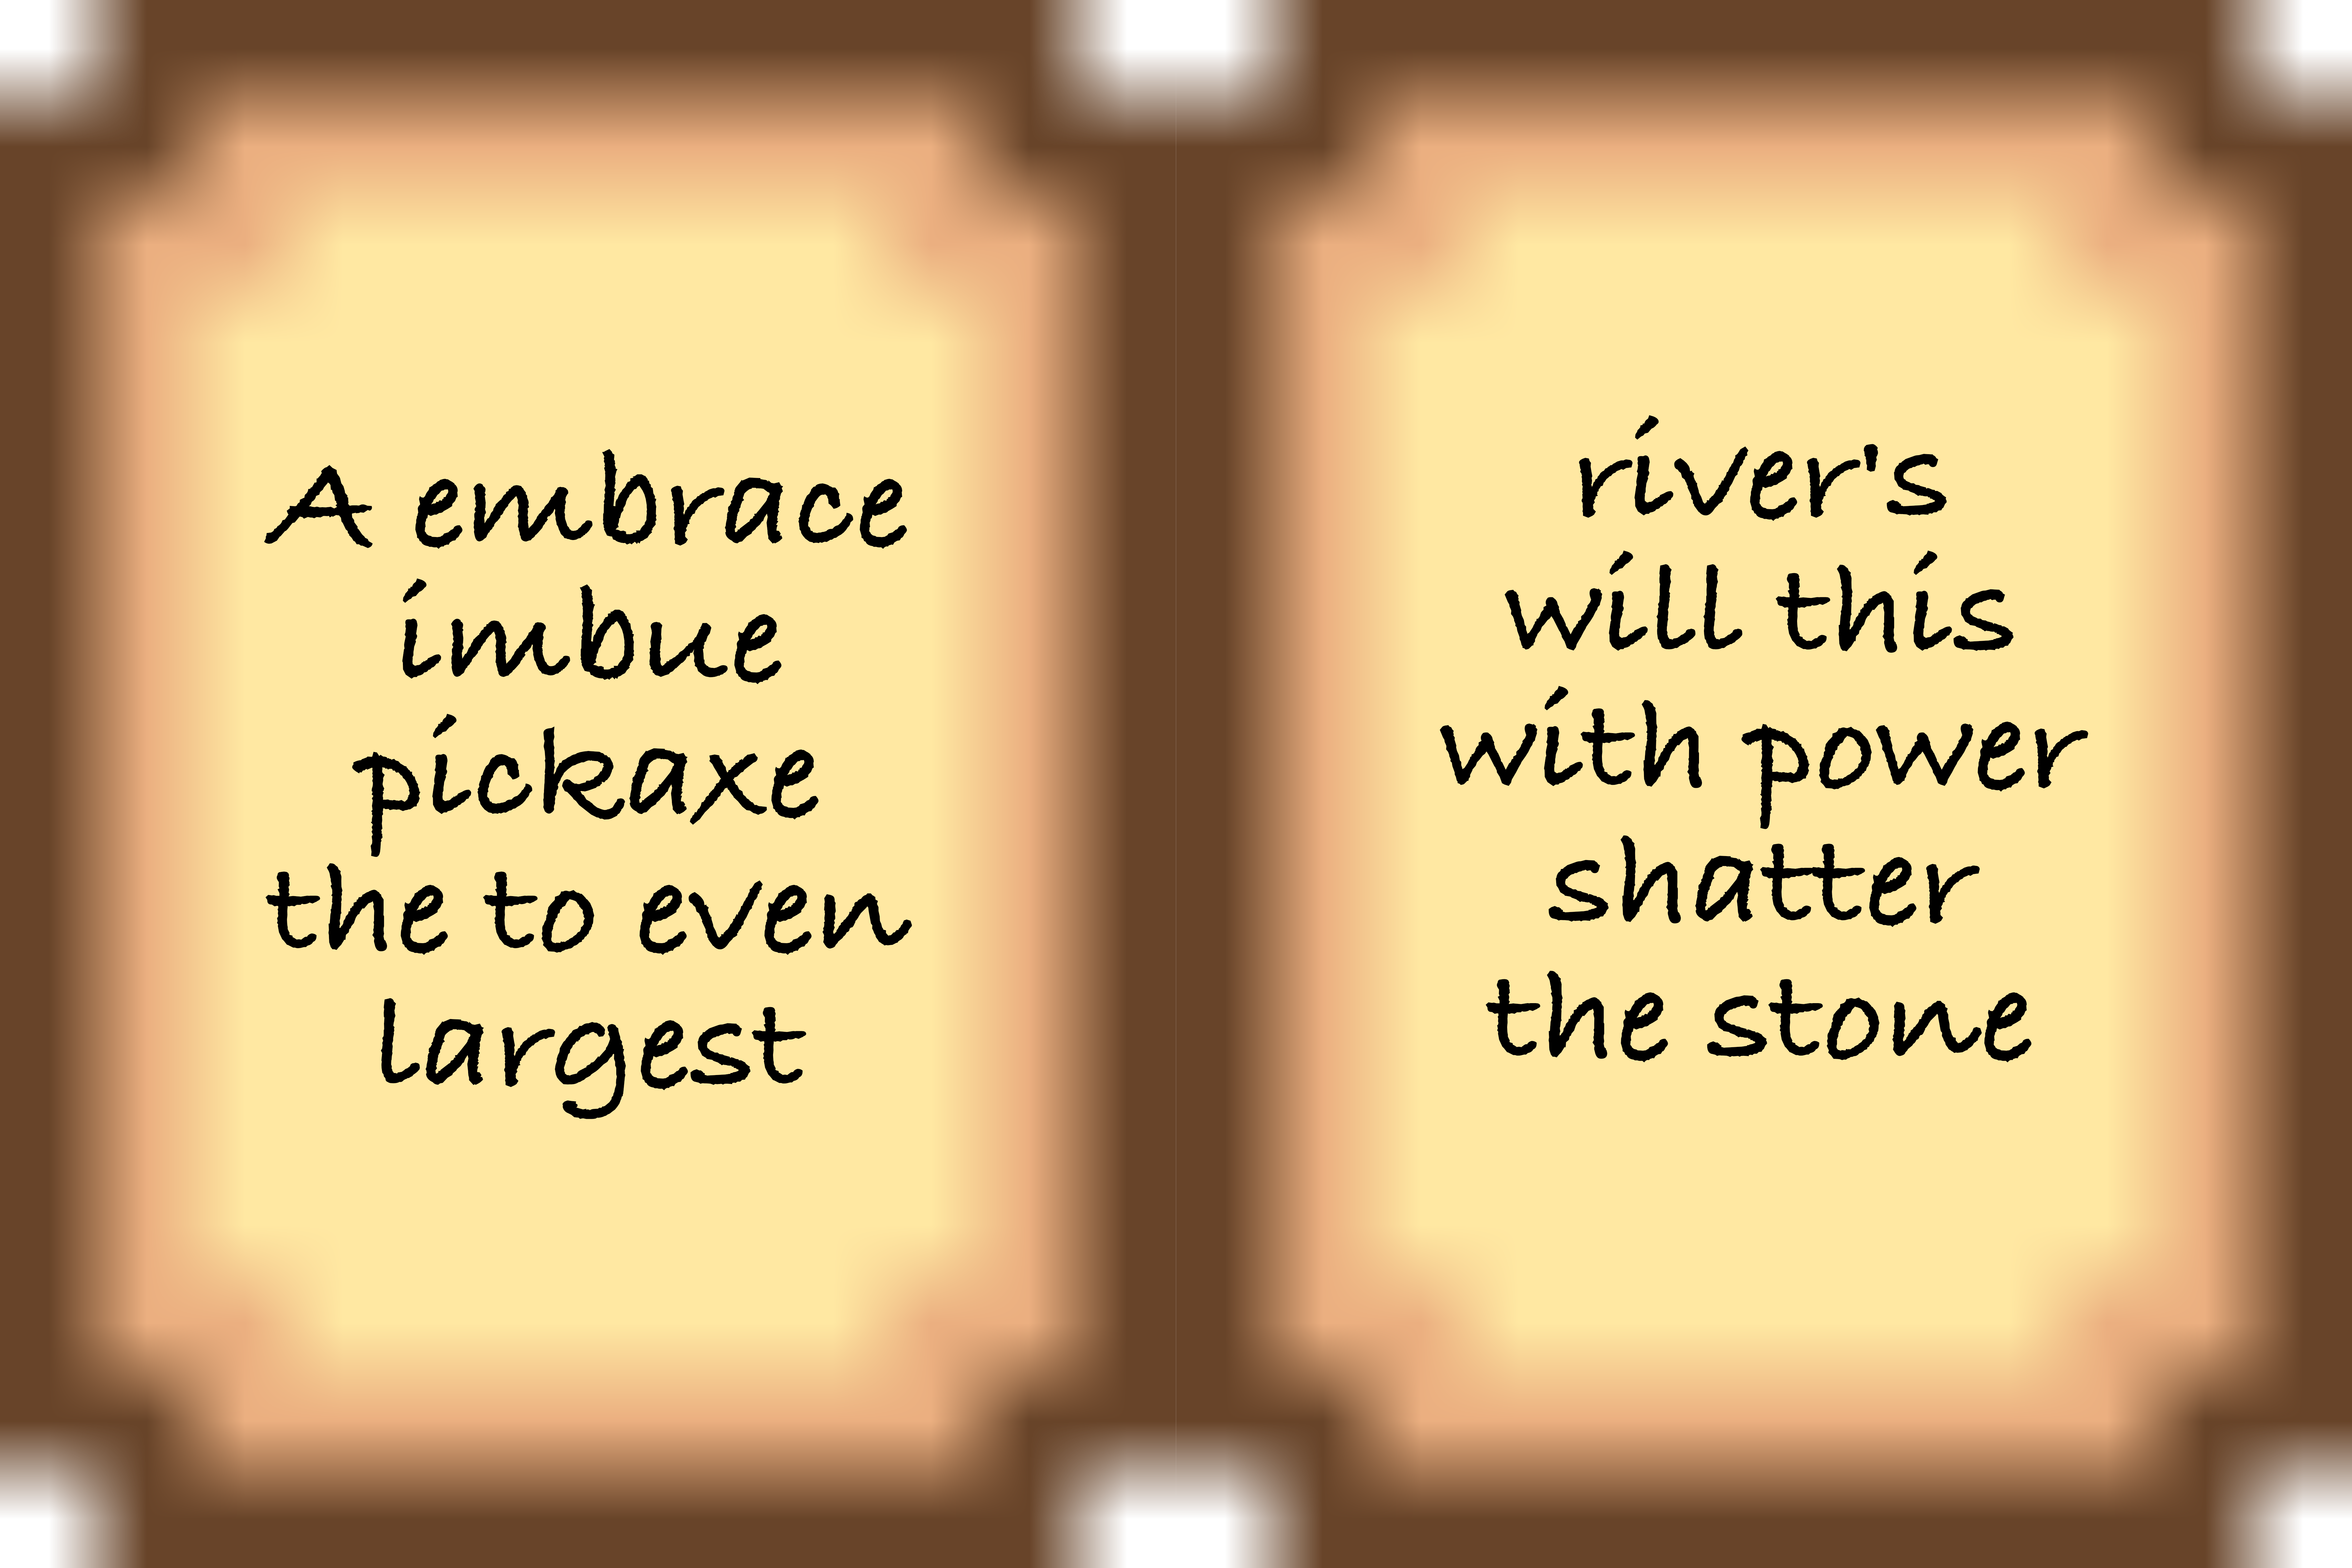 A embrace
imbue
pickaxe
the to even
largest
river's
will this
with power
shatter
the stone